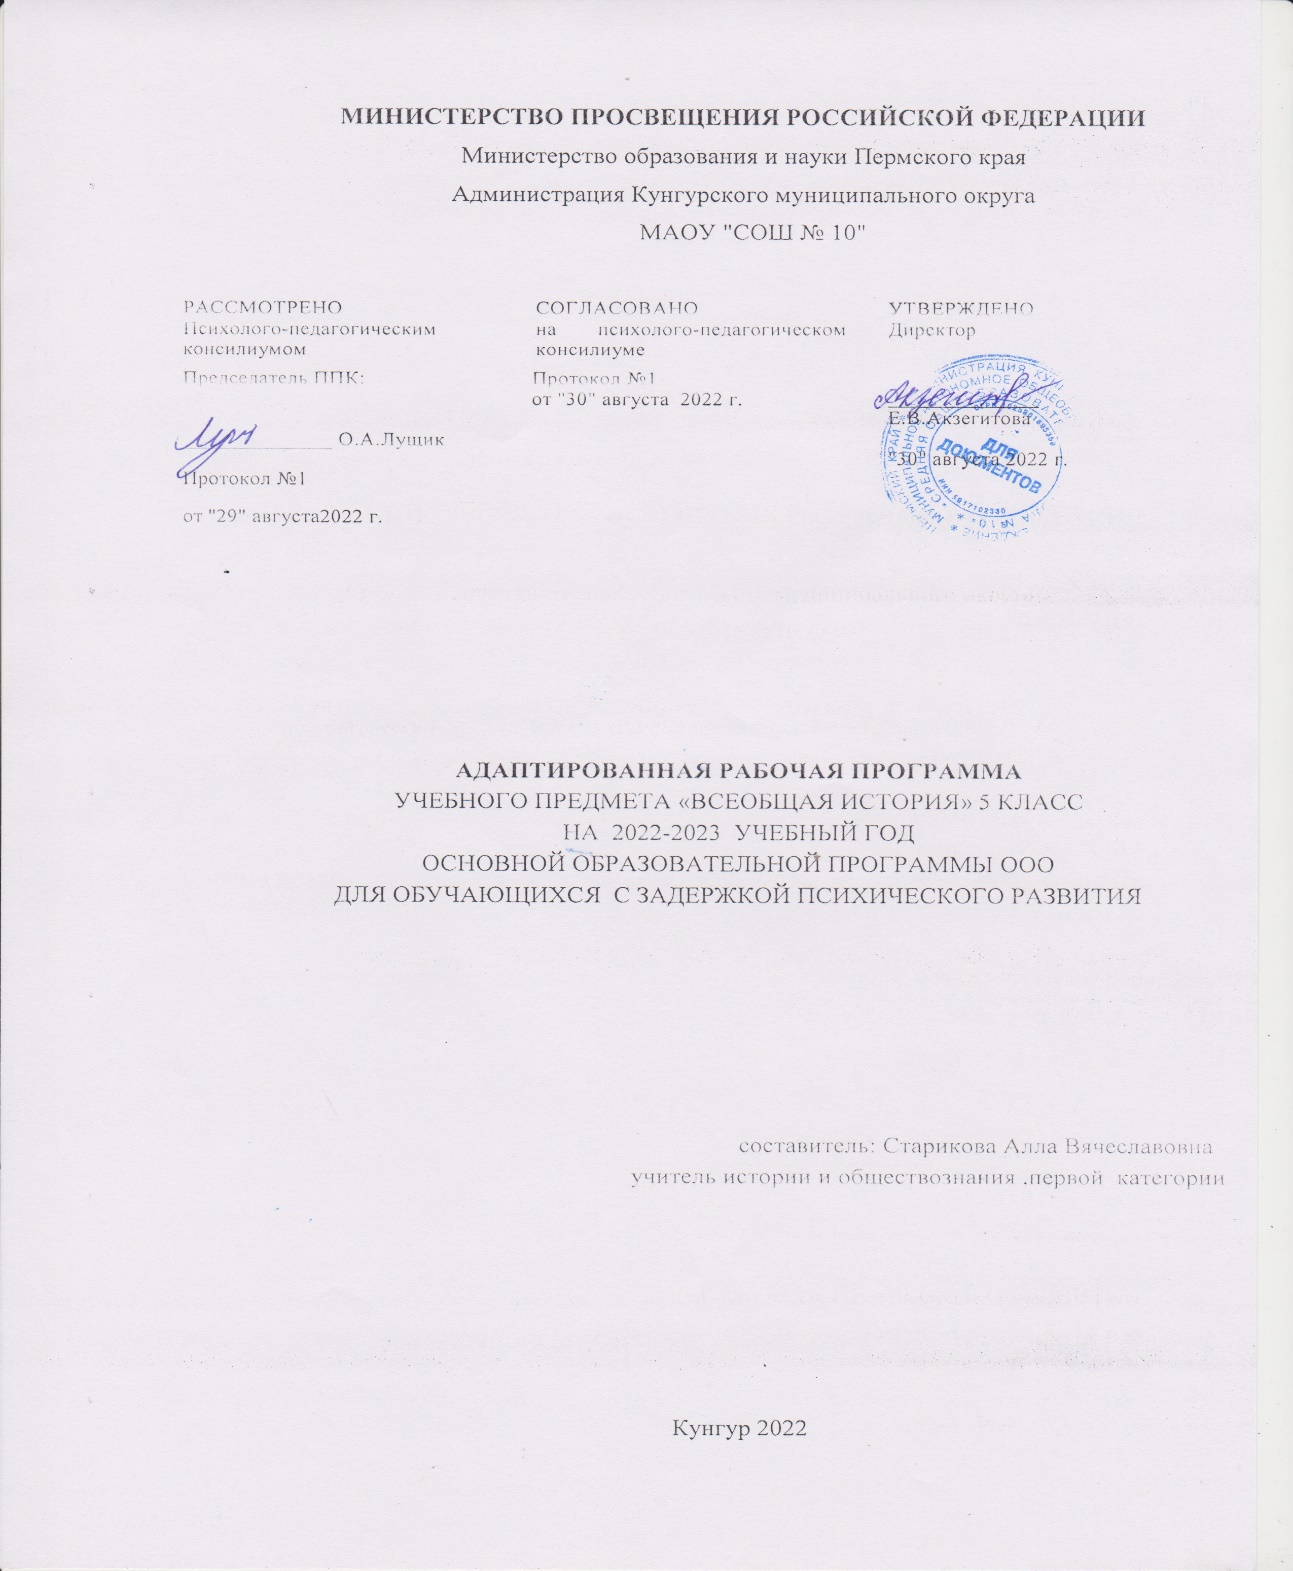 МИНИСТЕРСТВО ПРОСВЕЩЕНИЯ РОССИЙСКОЙ ФЕДЕРАЦИИ
Министерство образования и науки Пермского края
Администрация Кунгурского муниципального округа
МАОУ "СОШ № 10"
РАССМОТРЕНО
Психолого-педагогическим
консилиумом
Председатель ППК:
О.А.Лущик
Протокол №1
от "29" августа2022 г.
СОГЛАСОВАНО
на психолого-педагогическом
консилиуме
Протокол №1
от "30" августа 2022 г.
УТВЕРЖДЕНО
Директор
Е.В.Акзегитова
"30" августа 2022 г.
ДЛЯ
ДОКУМЕНТОВ
АДАПТИРОВАННАЯ РАБОЧАЯ ПРОГРАММА
УЧЕБНОГО ПРЕДМЕТА «ВСЕОБЩАЯ ИСТОРИЯ» 5 КЛАСС
НА 2022-2023 УЧЕБНЫЙ ГОД
ОСНОВНОЙ ОБРАЗОВАТЕЛЬНОЙ ПРОГРАММЫ ООО
ДЛЯ ОБУЧАЮЩИХСЯ С ЗАДЕРЖКОЙ ПСИХИЧЕСКОГО РАЗВИТИЯ
составитель: Старикова Алла Вячеславовна
учитель истории и обществознания .первой категории
Кунгур 2022